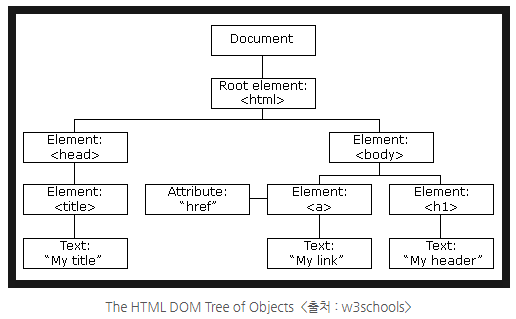 Document
Root element:
<html>
Element:
<head>
Element:
<body>
Element:
<title>
Attribute:
“href”
Element:
<a>
Element:
<h1>
Text:
“My title”
Text:
“My link”
Text:
“My header”
The HTML DOM Tree of Objects <출처 : w3schools>